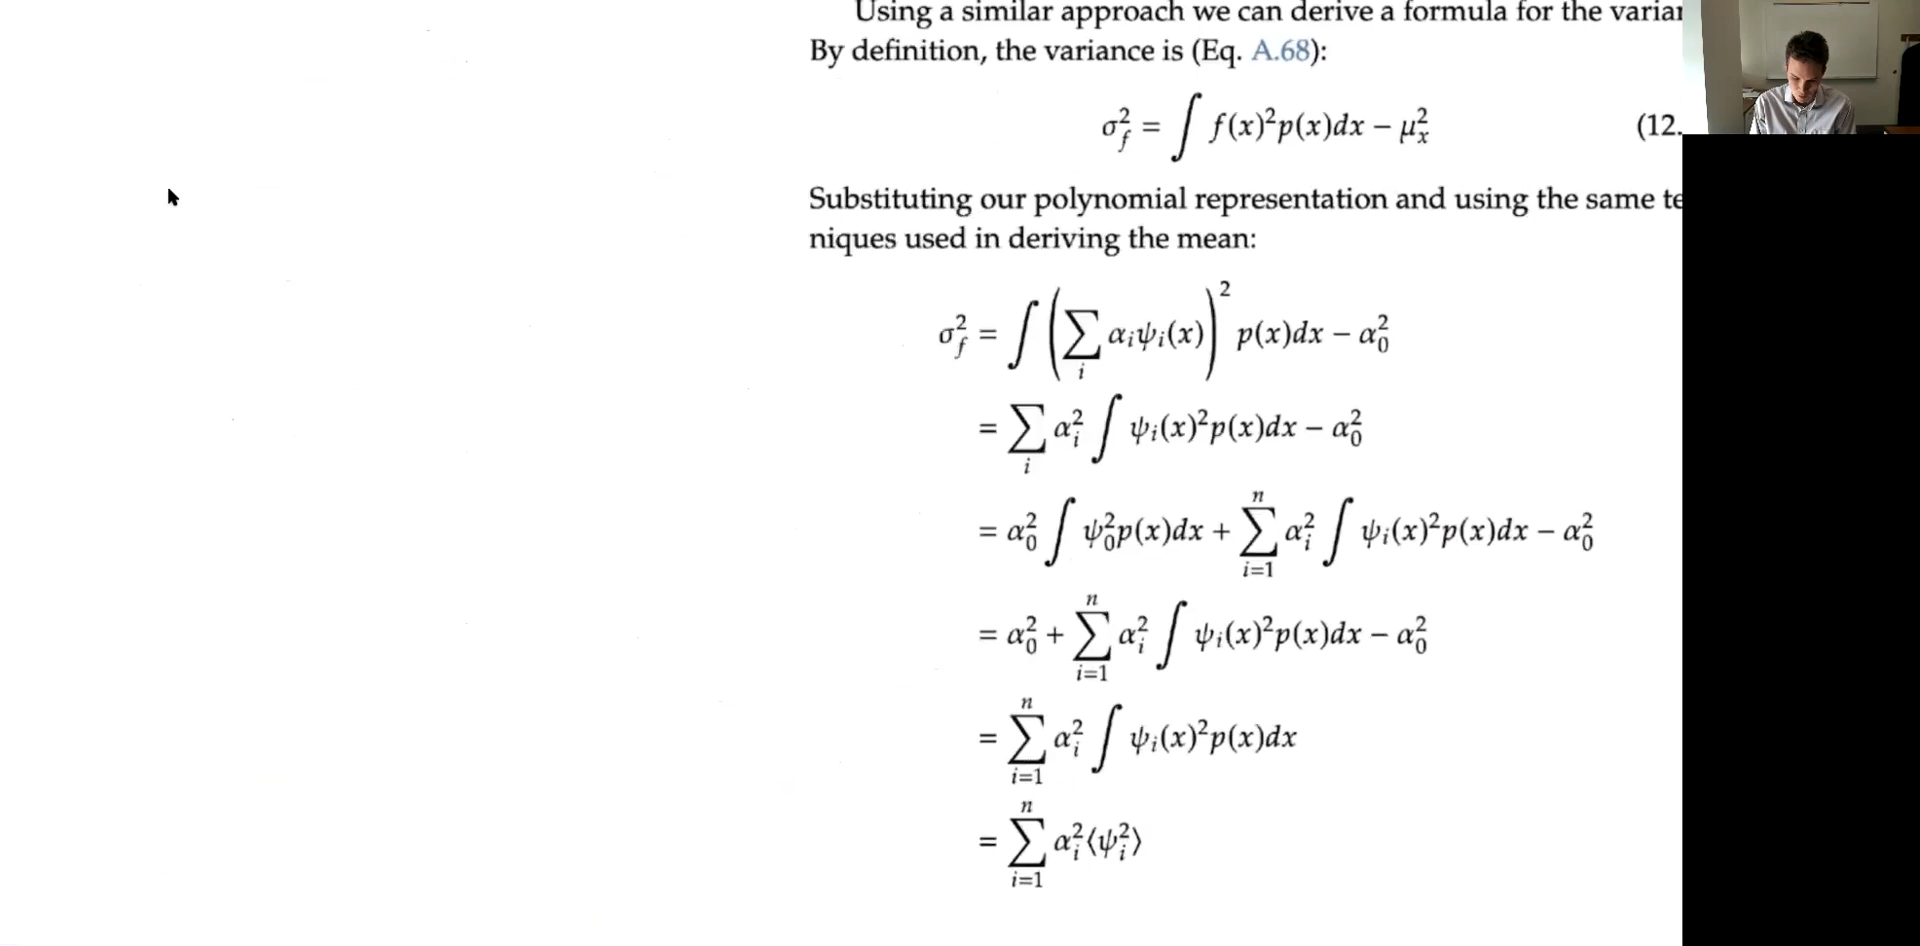 Using a similar approach we can derive a formula for the
By definition, the variance is (Eq. A.68):
σ_f^2 = ∫ f(x)^2 p(x)dx − μ_x^2 (12.
Substituting our polynomial representation and using the same
niques used in deriving the mean:
σ_f^2 = ∫ (∑_i α_i ψ_i(x))^2 p(x)dx − α_0^2
= ∑_i α_i^2 ∫ ψ_i(x)^2 p(x)dx − α_0^2
= α_0^2 ∫ ψ_0^2 p(x)dx + ∑_{i=1}^n α_i^2 ∫ ψ_i(x)^2 p(x)dx − α_0^2
= α_0^2 + ∑_{i=1}^n α_i^2 ∫ ψ_i(x)^2 p(x)dx − α_0^2
= ∑_{i=1}^n α_i^2 ∫ ψ_i(x)^2 p(x)dx
= ∑_{i=1}^n α_i^2 ⟨ψ_i^2⟩